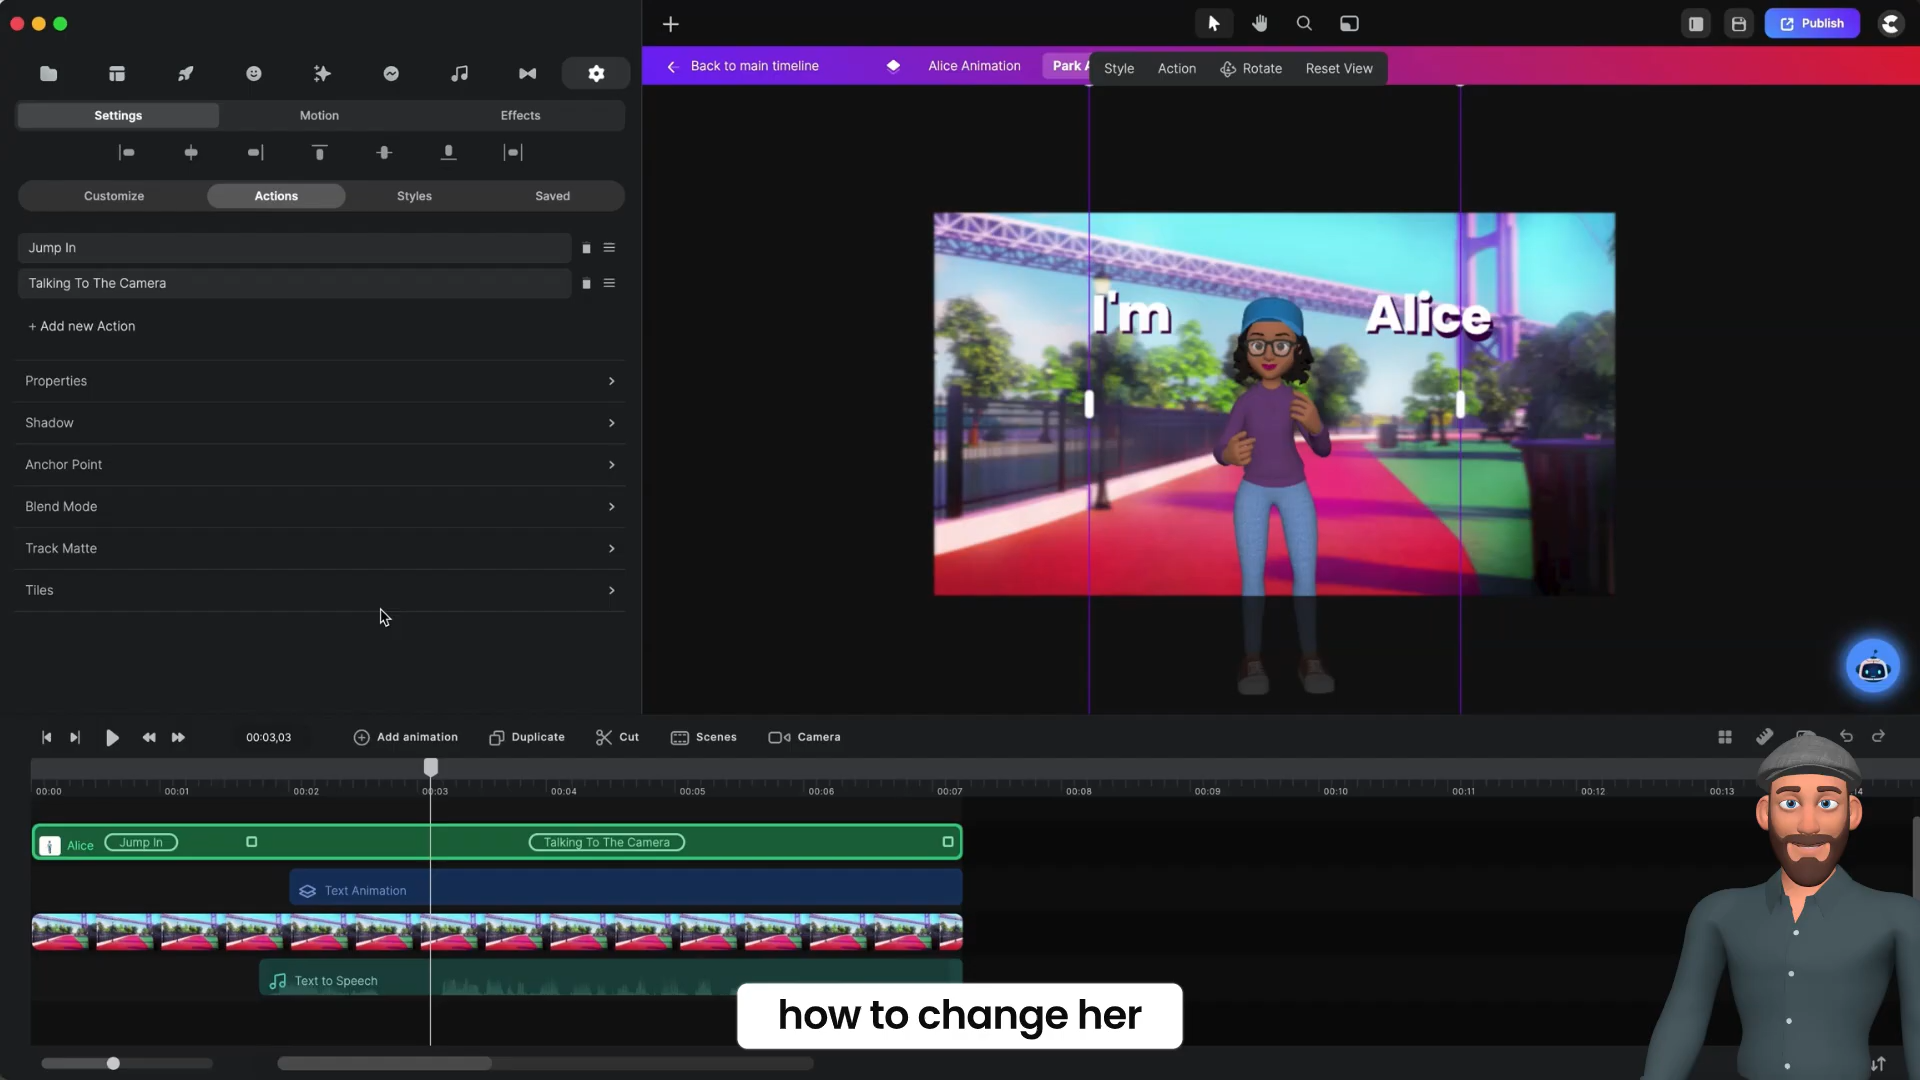 Publish
Back to main timeline
Alice Animation
Park A
Style
Action
Rotate
Reset View
Settings
Motion
Effects
Customize
Actions
Styles
Saved
Jump In
Talking To The Camera
+ Add new Action
Properties
Shadow
Anchor Point
Blend Mode
Track Matte
Tiles
I'm
Alice
00:03,03
Add animation
Duplicate
Cut
Scenes
Camera
00:00
00:01
00:02
00:03
00:04
00:05
00:06
00:07
00:08
00:09
00:10
00:11
00:12
00:13
14
Alice
Jump In
Talking To The Camera
Text Animation
Text to Speech
how to change her